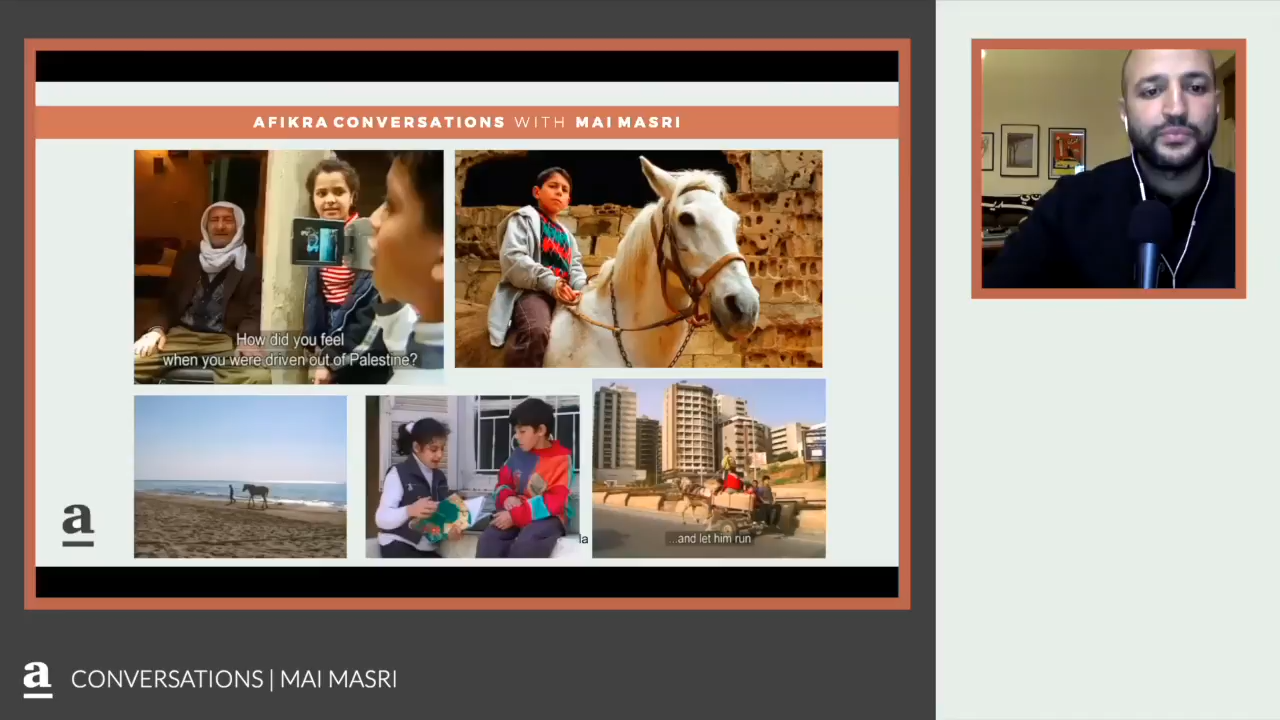 AFIKRA CONVERSATIONS WITH MAI MASRI
How did you feel
when you were driven out of Palestine?
a
la
...and let him run
a CONVERSATIONS | MAI MASRI